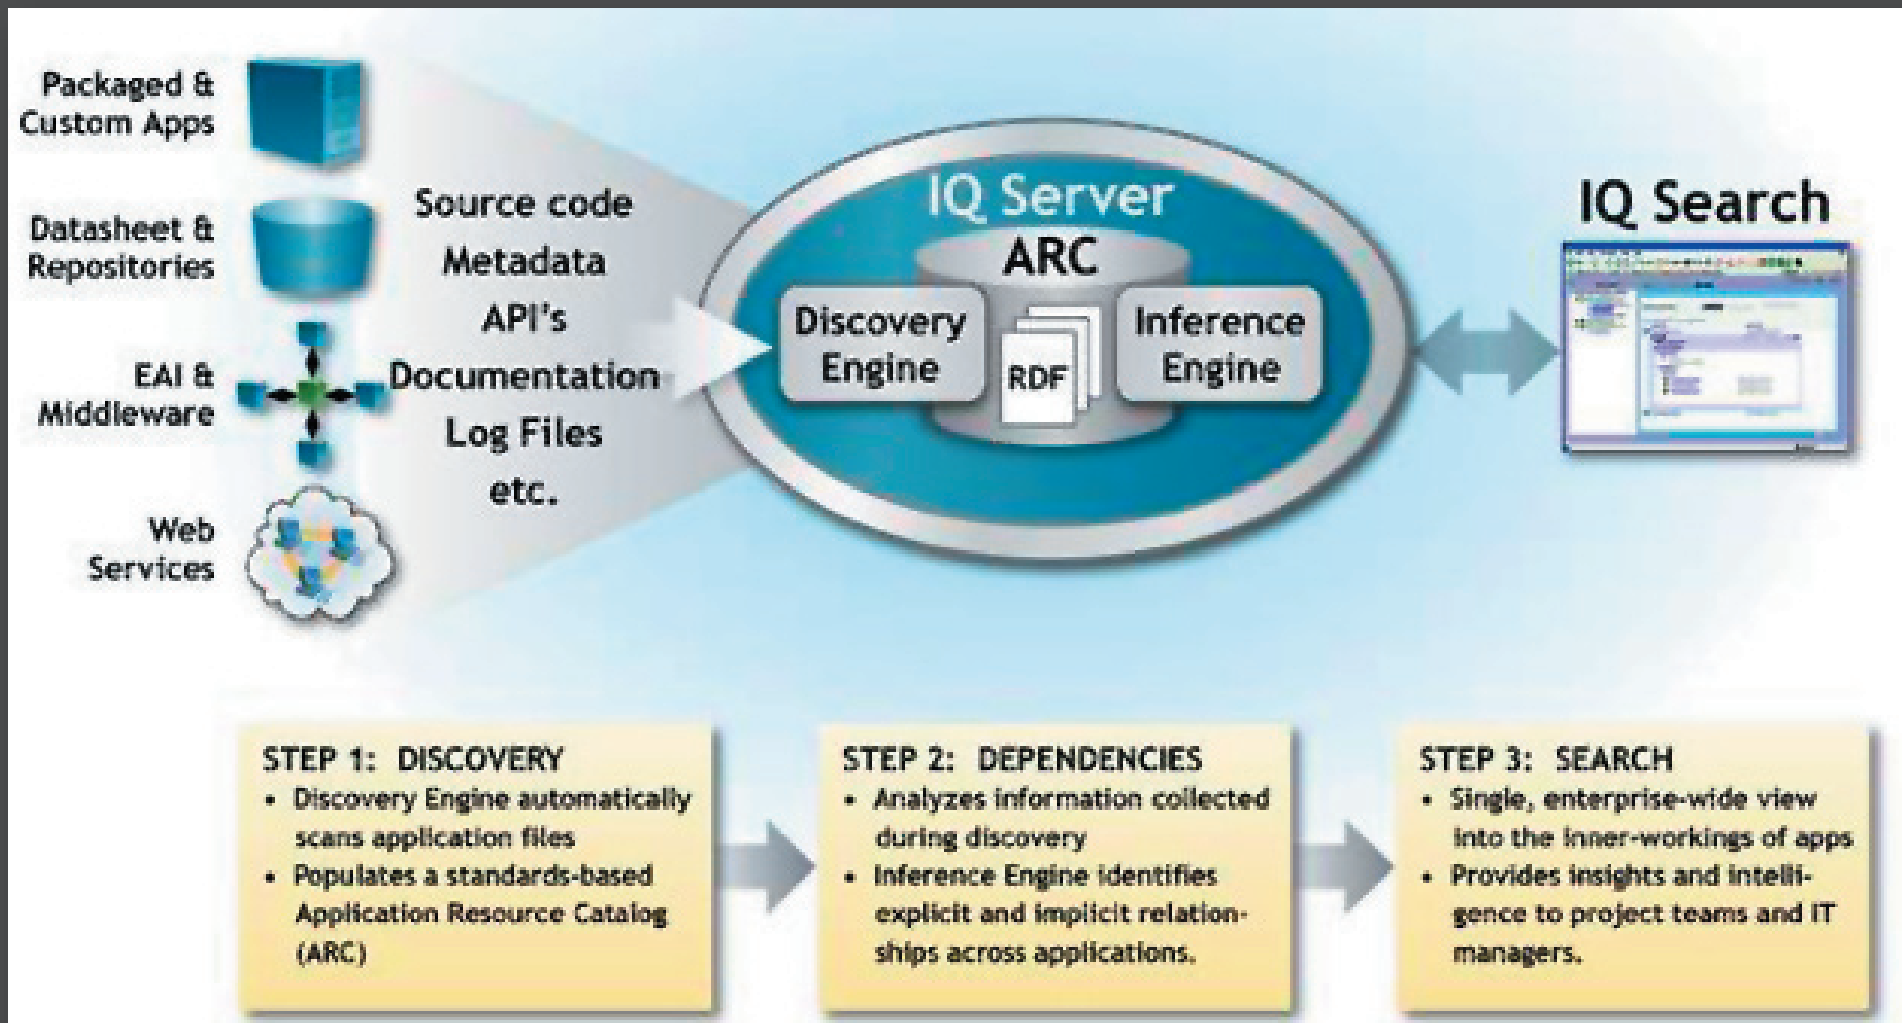 Packaged &
Custom Apps
Datasheet &
Repositories
EAI &
Middleware
Web
Services
Source code
Metadata
API's
Documentation
Log Files
etc.
IQ Server
ARC
Discovery
Engine
RDF
Inference
Engine
IQ Search
STEP 1: DISCOVERY
• Discovery Engine automatically
scans application files
• Populates a standards-based
Application Resource Catalog
(ARC)
STEP 2: DEPENDENCIES
• Analyzes information collected
during discovery
• Inference Engine identifies
explicit and implicit relation-
ships across applications.
STEP 3: SEARCH
• Single, enterprise-wide view
into the inner-workings of apps
• Provides insights and intelli-
gence to project teams and IT
managers.